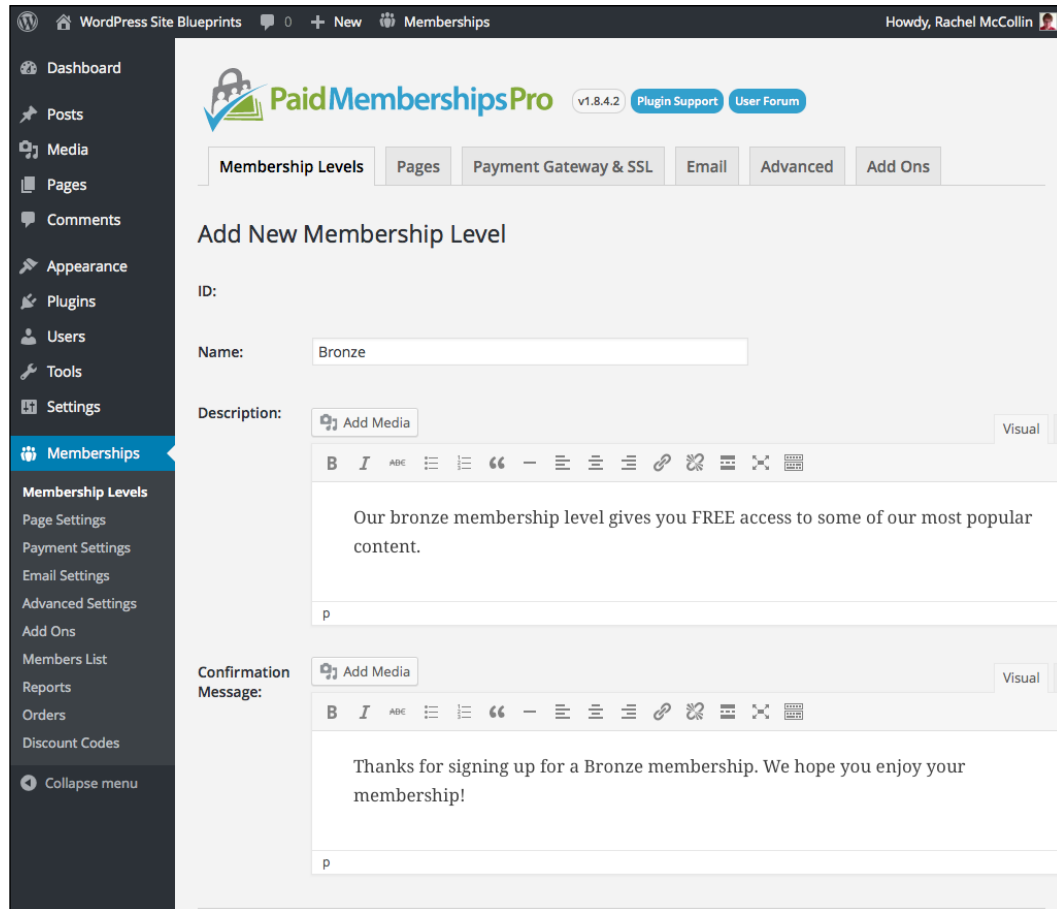 WordPress Site Blueprints 0 New Memberships Howdy, Rachel McCollin
Dashboard
Posts
Media
Pages
Comments
Appearance
Plugins
Users
Tools
Settings
Memberships
Membership Levels
Page Settings
Payment Settings
Email Settings
Advanced Settings
Add Ons
Members List
Reports
Orders
Discount Codes
Collapse menu
Paid Memberships Pro v1.8.4.2 Plugin Support User Forum
Membership Levels Pages Payment Gateway & SSL Email Advanced Add Ons
Add New Membership Level
ID:
Name: Bronze
Description: Add Media Visual
B I ABC
Our bronze membership level gives you FREE access to some of our most popular
content.
p
Confirmation
Message:
Add Media Visual
B I ABC
Thanks for signing up for a Bronze membership. We hope you enjoy your
membership!
p